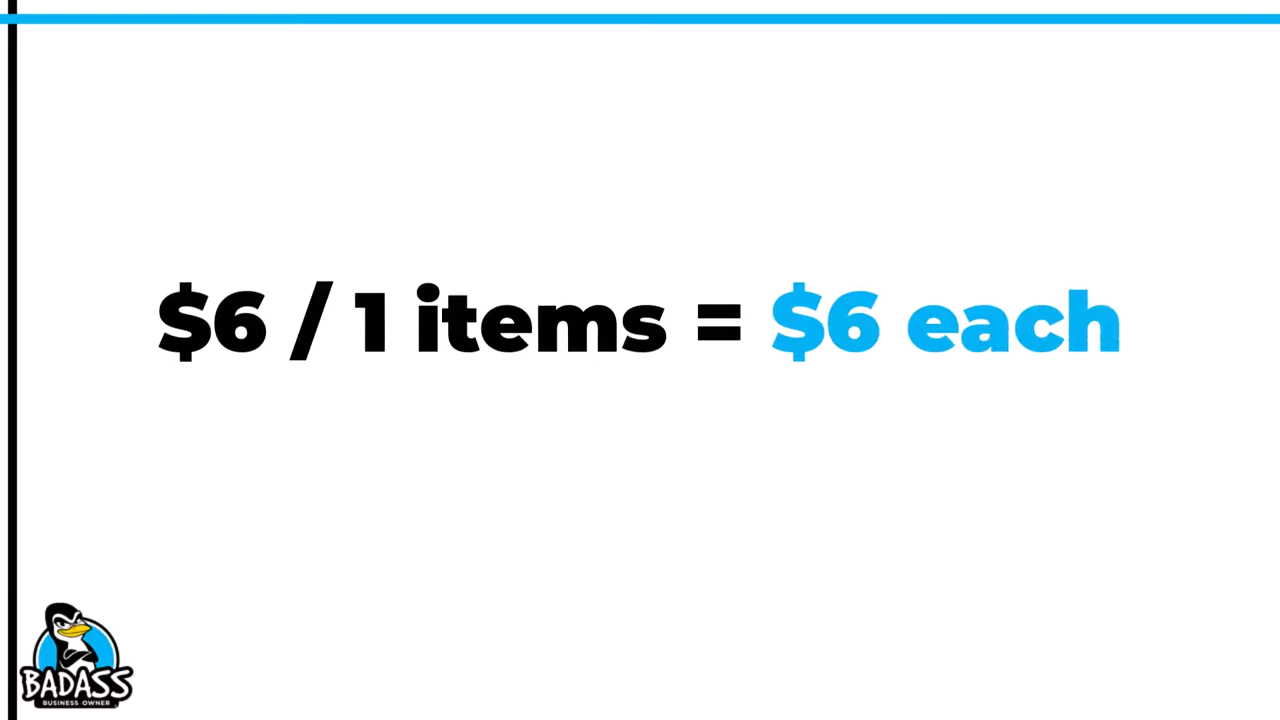 $6 / 1 items = $6 each
BADASS
BUSINESS OWNER